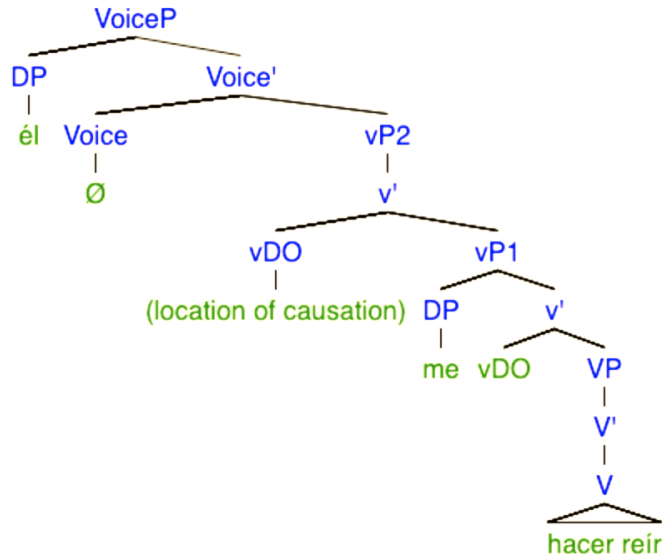 VoiceP
DP Voice'
él Voice vP2
Ø v'
vDO vP1
(location of causation) DP v'
me vDO VP
V'
V
hacer reír